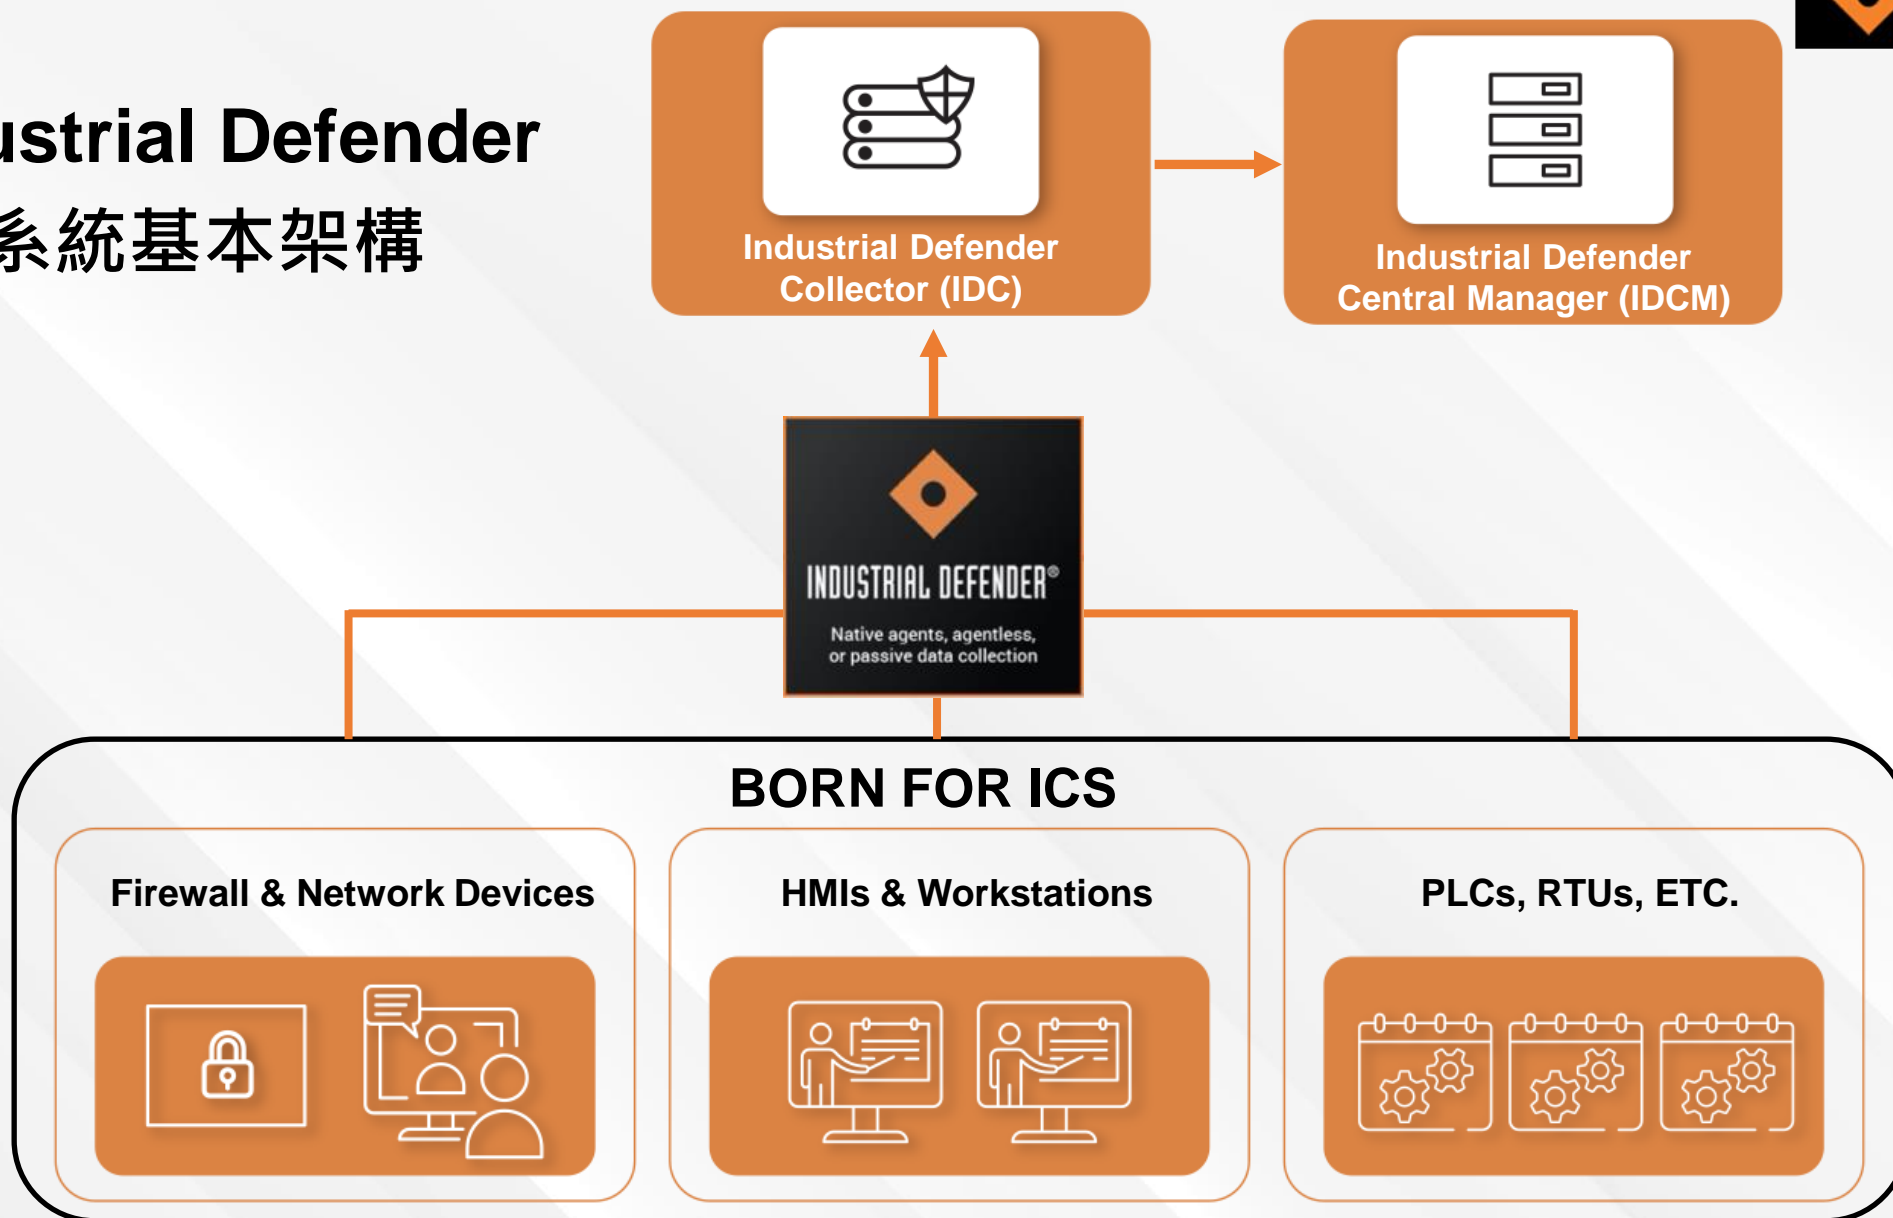 ustrial Defender
系統基本架構
Industrial Defender
Collector (IDC)
Industrial Defender
Central Manager (IDCM)
INDUSTRIAL DEFENDER®
Native agents, agentless,
or passive data collection
BORN FOR ICS
Firewall & Network Devices
HMIs & Workstations
PLCs, RTUs, ETC.